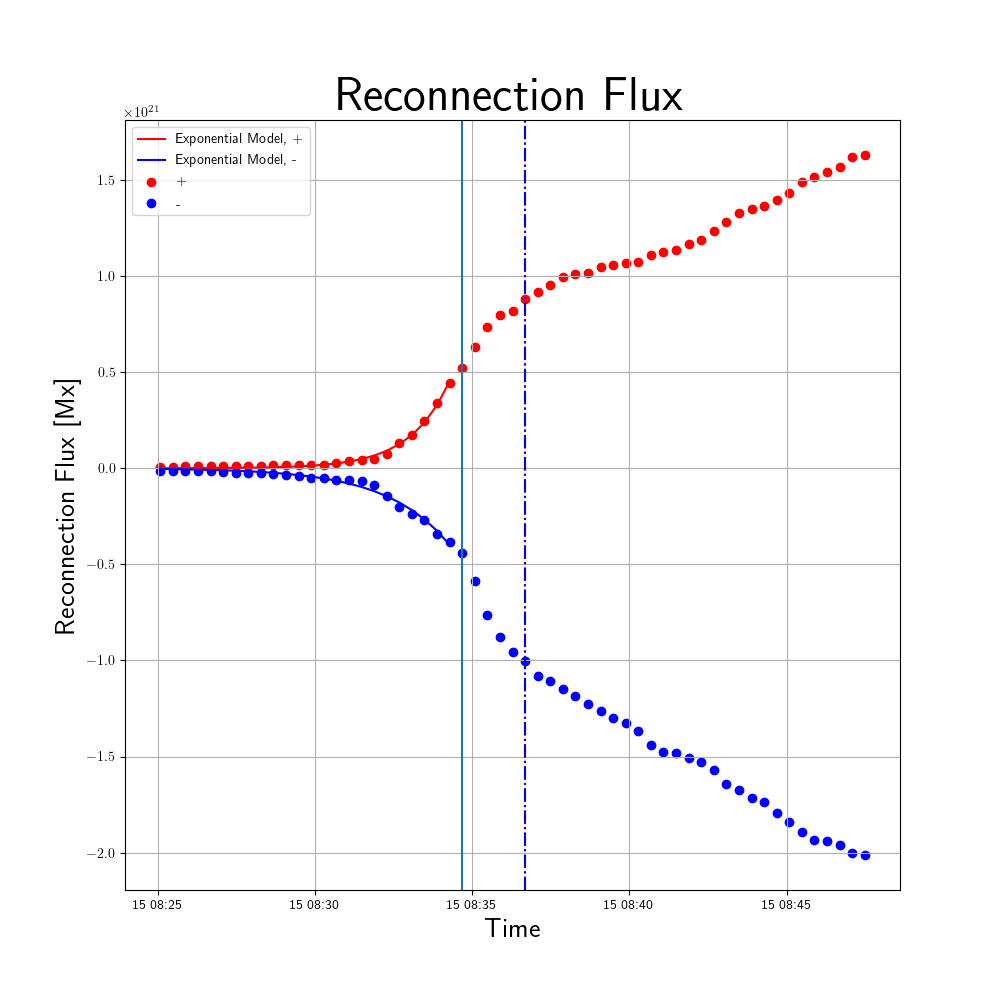 Reconnection Flux
×10²¹
Exponential Model, +
Exponential Model, -
+
-
1.5
1.0
0.5
0.0
−0.5
−1.0
−1.5
−2.0
Reconnection Flux [Mx]
15 08:25 15 08:30 15 08:35 15 08:40 15 08:45
Time